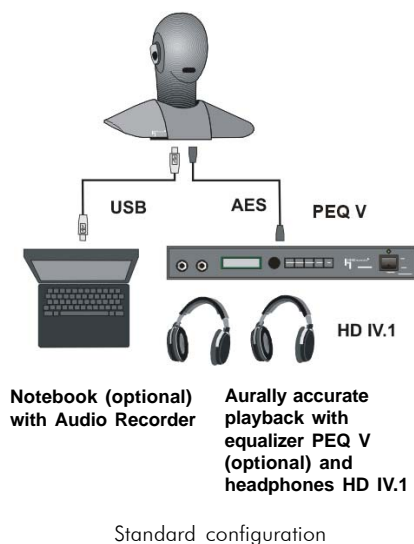 USB
AES
PEQ V
HD IV.1
Notebook (optional)
with Audio Recorder
Aurally accurate
playback with
equalizer PEQ V
(optional) and
headphones HD IV.1
Standard configuration